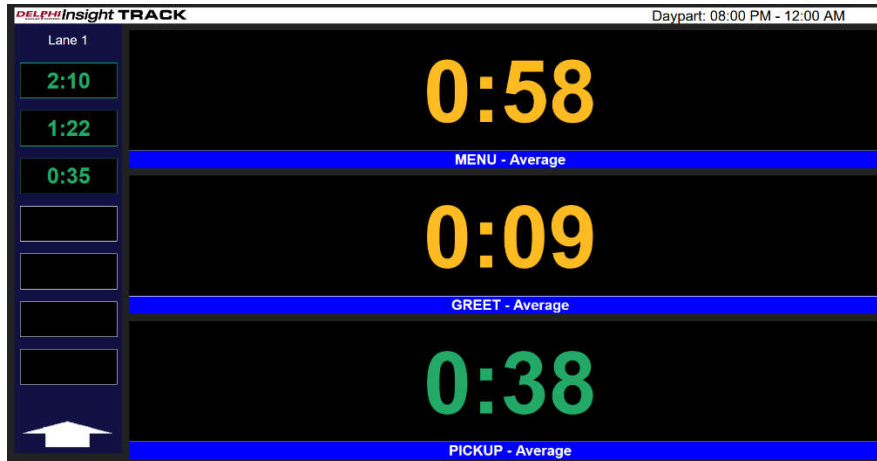 DELPHI Insight TRACK
Daypart: 08:00 PM - 12:00 AM
Lane 1
2:10
1:22
0:35
0:58
MENU - Average
0:09
GREET - Average
0:38
PICKUP - Average